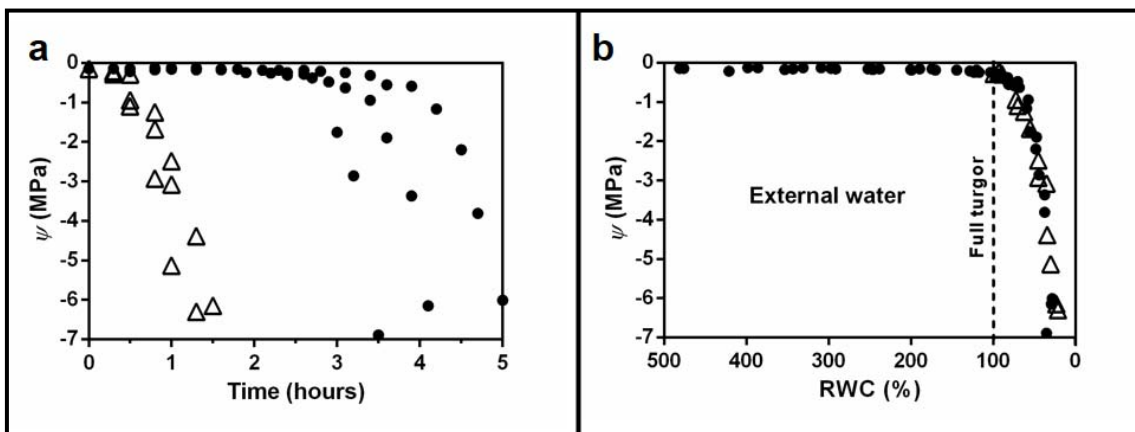 a
0
-1
-2
-3
-4
-5
-6
-7
ψ (MPa)
0 1 2 3 4 5
Time (hours)
b
0
-1
-2
-3
-4
-5
-6
-7
ψ (MPa)
External water
Full turgor
500 400 300 200 100 0
RWC (%)